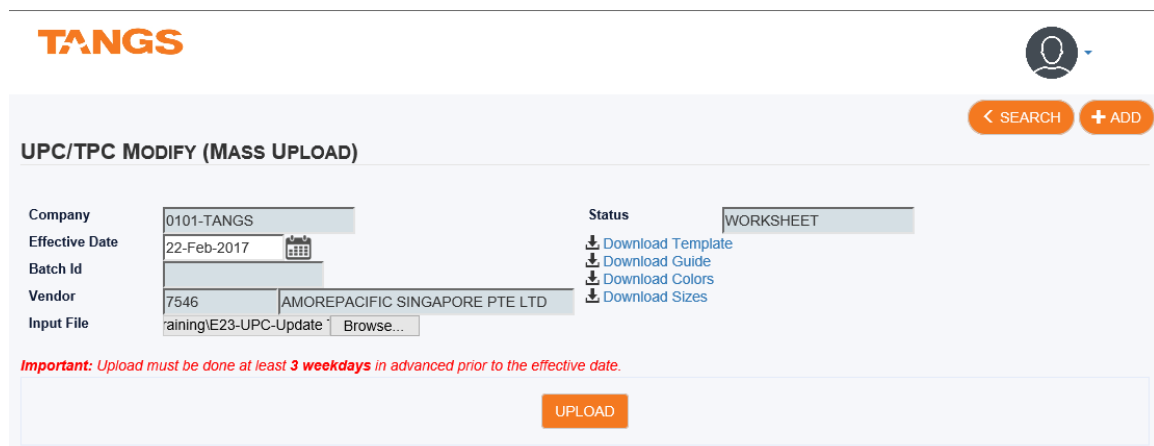 TANGS
SEARCH
ADD
UPC/TPC MODIFY (MASS UPLOAD)
Company 0101-TANGS Status WORKSHEET
Effective Date 22-Feb-2017 Download Template
Download Guide
Batch Id Download Colors
Vendor 7546 AMOREPACIFIC SINGAPORE PTE LTD Download Sizes
Input File raining\E23-UPC-Update Browse...
Important: Upload must be done at least 3 weekdays in advanced prior to the effective date.
UPLOAD